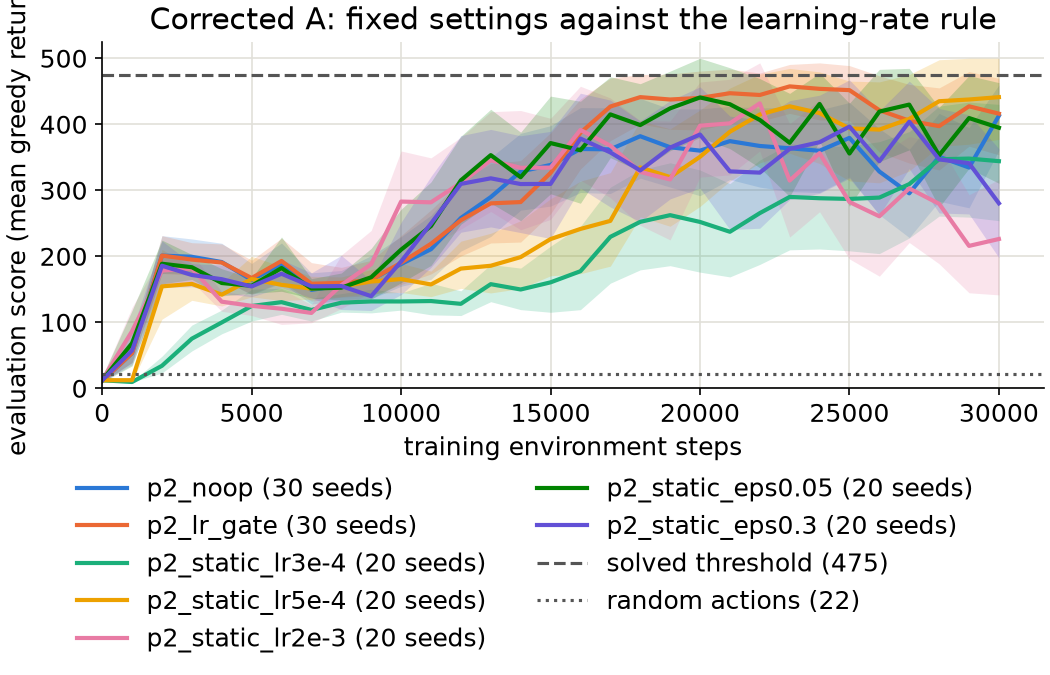 Corrected A: fixed settings against the learning-rate rule
evaluation score (mean greedy retur
500
400
300
200
100
0
0 5000 10000 15000 20000 25000 30000
training environment steps
p2_noop (30 seeds)
p2_lr_gate (30 seeds)
p2_static_lr3e-4 (20 seeds)
p2_static_lr5e-4 (20 seeds)
p2_static_lr2e-3 (20 seeds)
p2_static_eps0.05 (20 seeds)
p2_static_eps0.3 (20 seeds)
solved threshold (475)
random actions (22)